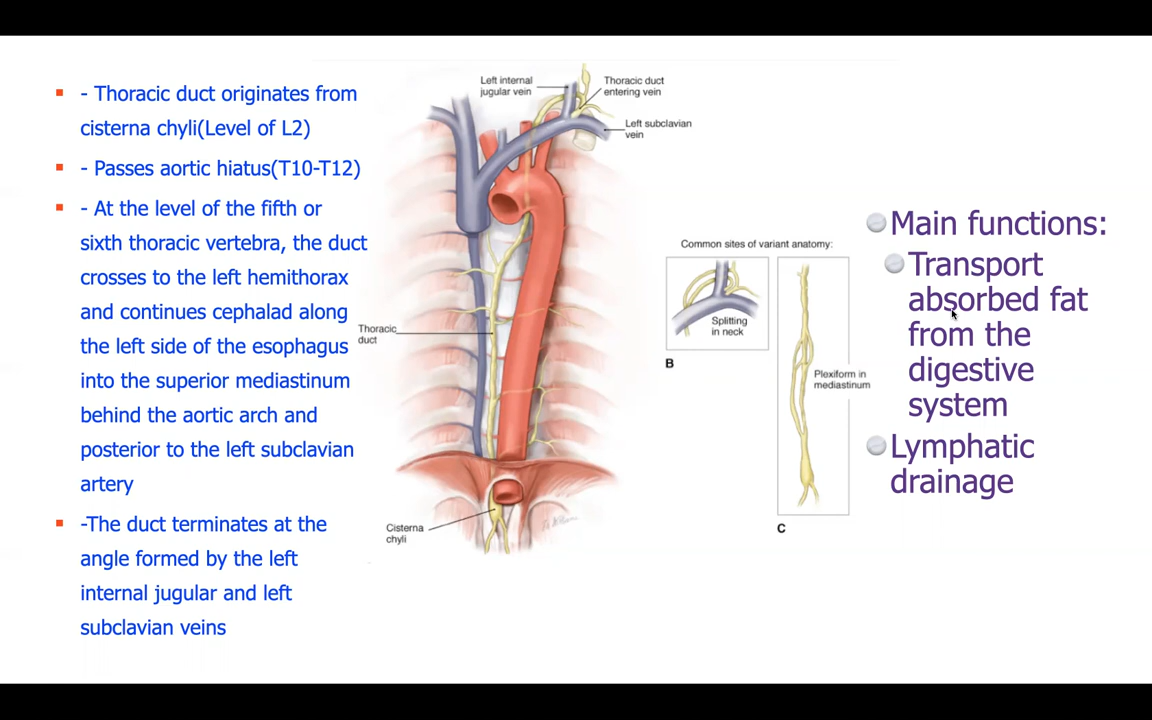 - Thoracic duct originates from
cisterna chyli(Level of L2)
- Passes aortic hiatus(T10-T12)
- At the level of the fifth or
sixth thoracic vertebra, the duct
crosses to the left hemithorax
and continues cephalad along
the left side of the esophagus
into the superior mediastinum
behind the aortic arch and
posterior to the left subclavian
artery
-The duct terminates at the
angle formed by the left
internal jugular and left
subclavian veins
Left internal
jugular vein
Thoracic duct
entering vein
Left subclavian
vein
Thoracic
duct
Cisterna
chyli
Common sites of variant anatomy:
Splitting
in neck
B
Plexiform in
mediastinum
C
Main functions:
Transport
absorbed fat
from the
digestive
system
Lymphatic
drainage